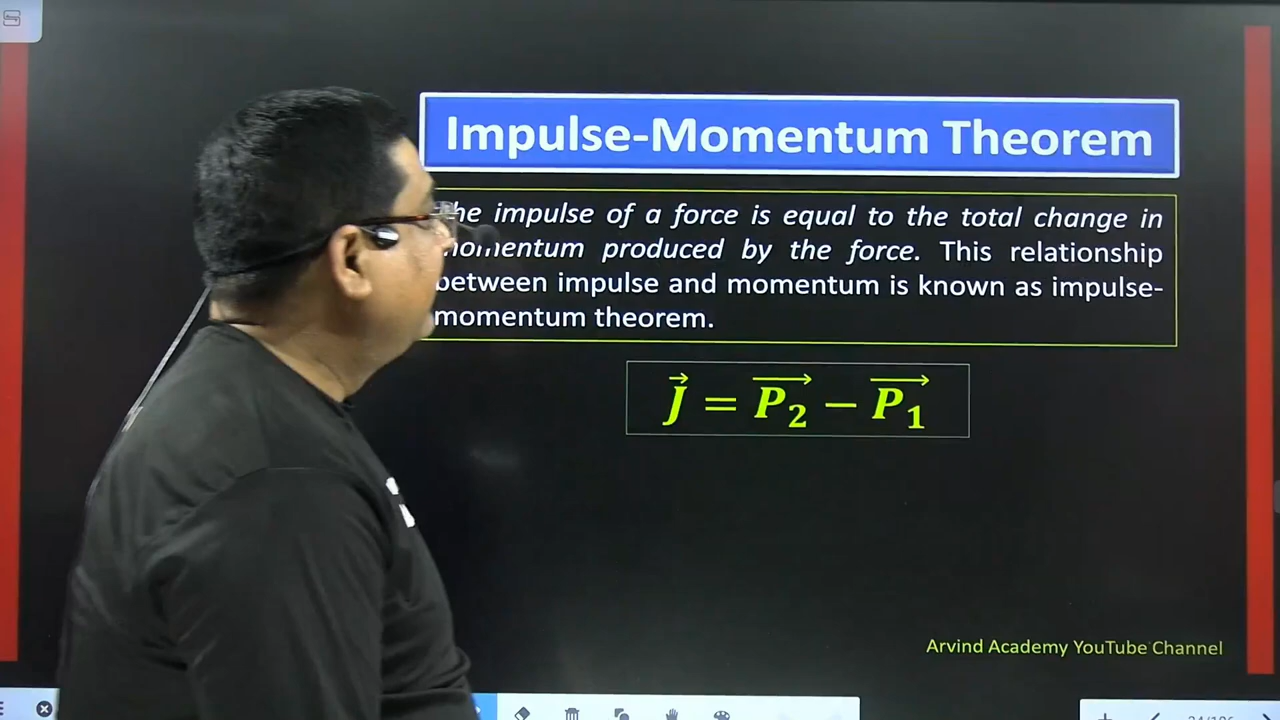 Impulse-Momentum Theorem
he impulse of a force is equal to the total change in
momentum produced by the force. This relationship
between impulse and momentum is known as impulse-
momentum theorem.
J⃗ = P₂⃗ − P₁⃗
Arvind Academy YouTube Channel